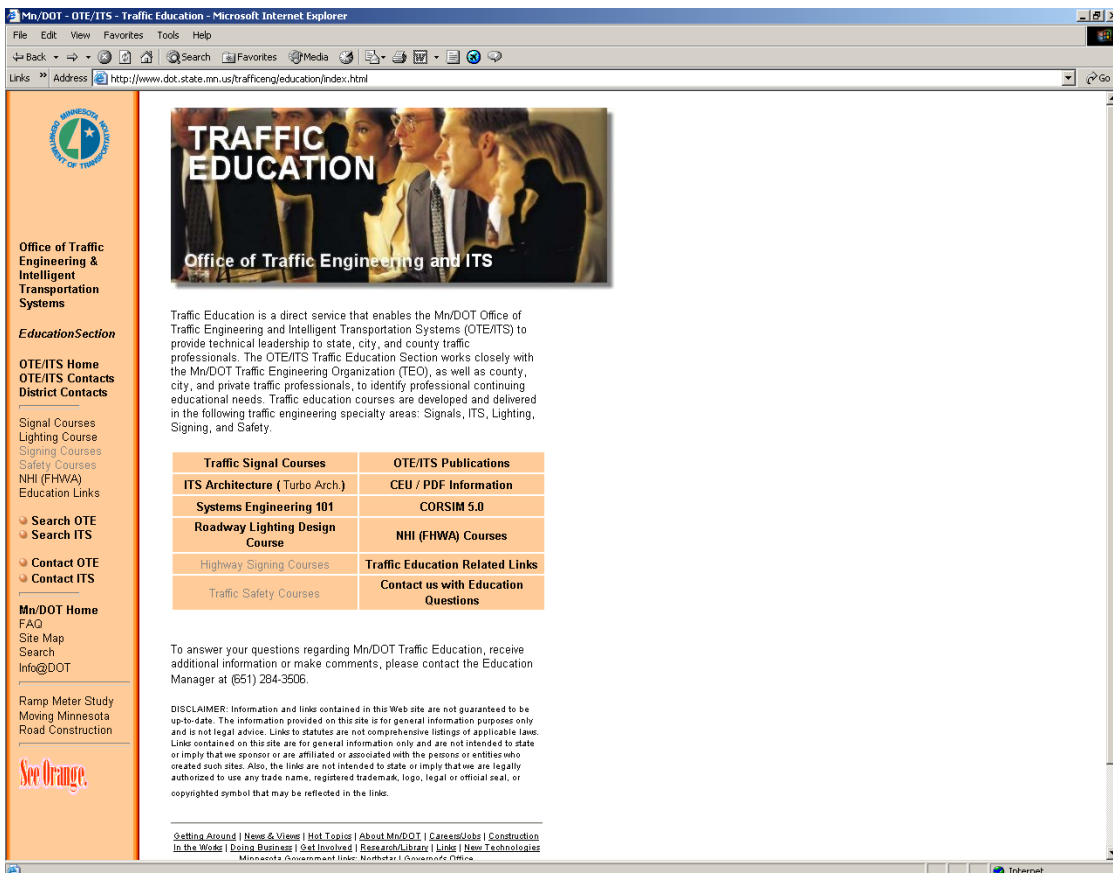 Mn/DOT - OTE/ITS - Traffic Education - Microsoft Internet Explorer
File Edit View Favorites Tools Help
Back Search Favorites Media
Links » Address http://www.dot.state.mn.us/trafficeng/education/index.html Go
MINNESOTA DEPARTMENT OF TRANSPORTATION
Office of Traffic
Engineering &
Intelligent
Transportation
Systems
EducationSection
OTE/ITS Home
OTE/ITS Contacts
District Contacts
Signal Courses
Lighting Course
Signing Courses
Safety Courses
NHI (FHWA)
Education Links
Search OTE
Search ITS
Contact OTE
Contact ITS
Mn/DOT Home
FAQ
Site Map
Search
Info@DOT
Ramp Meter Study
Moving Minnesota
Road Construction
See Orange.
TRAFFIC
EDUCATION
Office of Traffic Engineering and ITS
Traffic Education is a direct service that enables the Mn/DOT Office of
Traffic Engineering and Intelligent Transportation Systems (OTE/ITS) to
provide technical leadership to state, city, and county traffic
professionals. The OTE/ITS Traffic Education Section works closely with
the Mn/DOT Traffic Engineering Organization (TEO), as well as county,
city, and private traffic professionals, to identify professional continuing
educational needs. Traffic education courses are developed and delivered
in the following traffic engineering specialty areas: Signals, ITS, Lighting,
Signing, and Safety.
Traffic Signal Courses OTE/ITS Publications
ITS Architecture ( Turbo Arch.) CEU / PDF Information
Systems Engineering 101 CORSIM 5.0
Roadway Lighting Design
Course
NHI (FHWA) Courses
Highway Signing Courses Traffic Education Related Links
Traffic Safety Courses
Contact us with Education
Questions
To answer your questions regarding Mn/DOT Traffic Education, receive
additional information or make comments, please contact the Education
Manager at (651) 284-3506.
DISCLAIMER: Information and links contained in this Web site are not guaranteed to be
up-to-date. The information provided on this site is for general information purposes only
and is not legal advice. Links to statutes are not comprehensive listings of applicable laws.
Links contained on this site are for general information only and are not intended to state
or imply that we sponsor or are affiliated or associated with the persons or entities who
created such sites. Also, the links are not intended to state or imply that we are legally
authorized to use any trade name, registered trademark, logo, legal or official seal, or
copyrighted symbol that may be reflected in the links.
Getting Around | News & Views | Hot Topics | About Mn/DOT | Careers/Jobs | Construction
In the Works | Doing Business | Get Involved | Research/Library | Links | New Technologies
Minnesota Government links: Northstar | Governor's Office
Internet